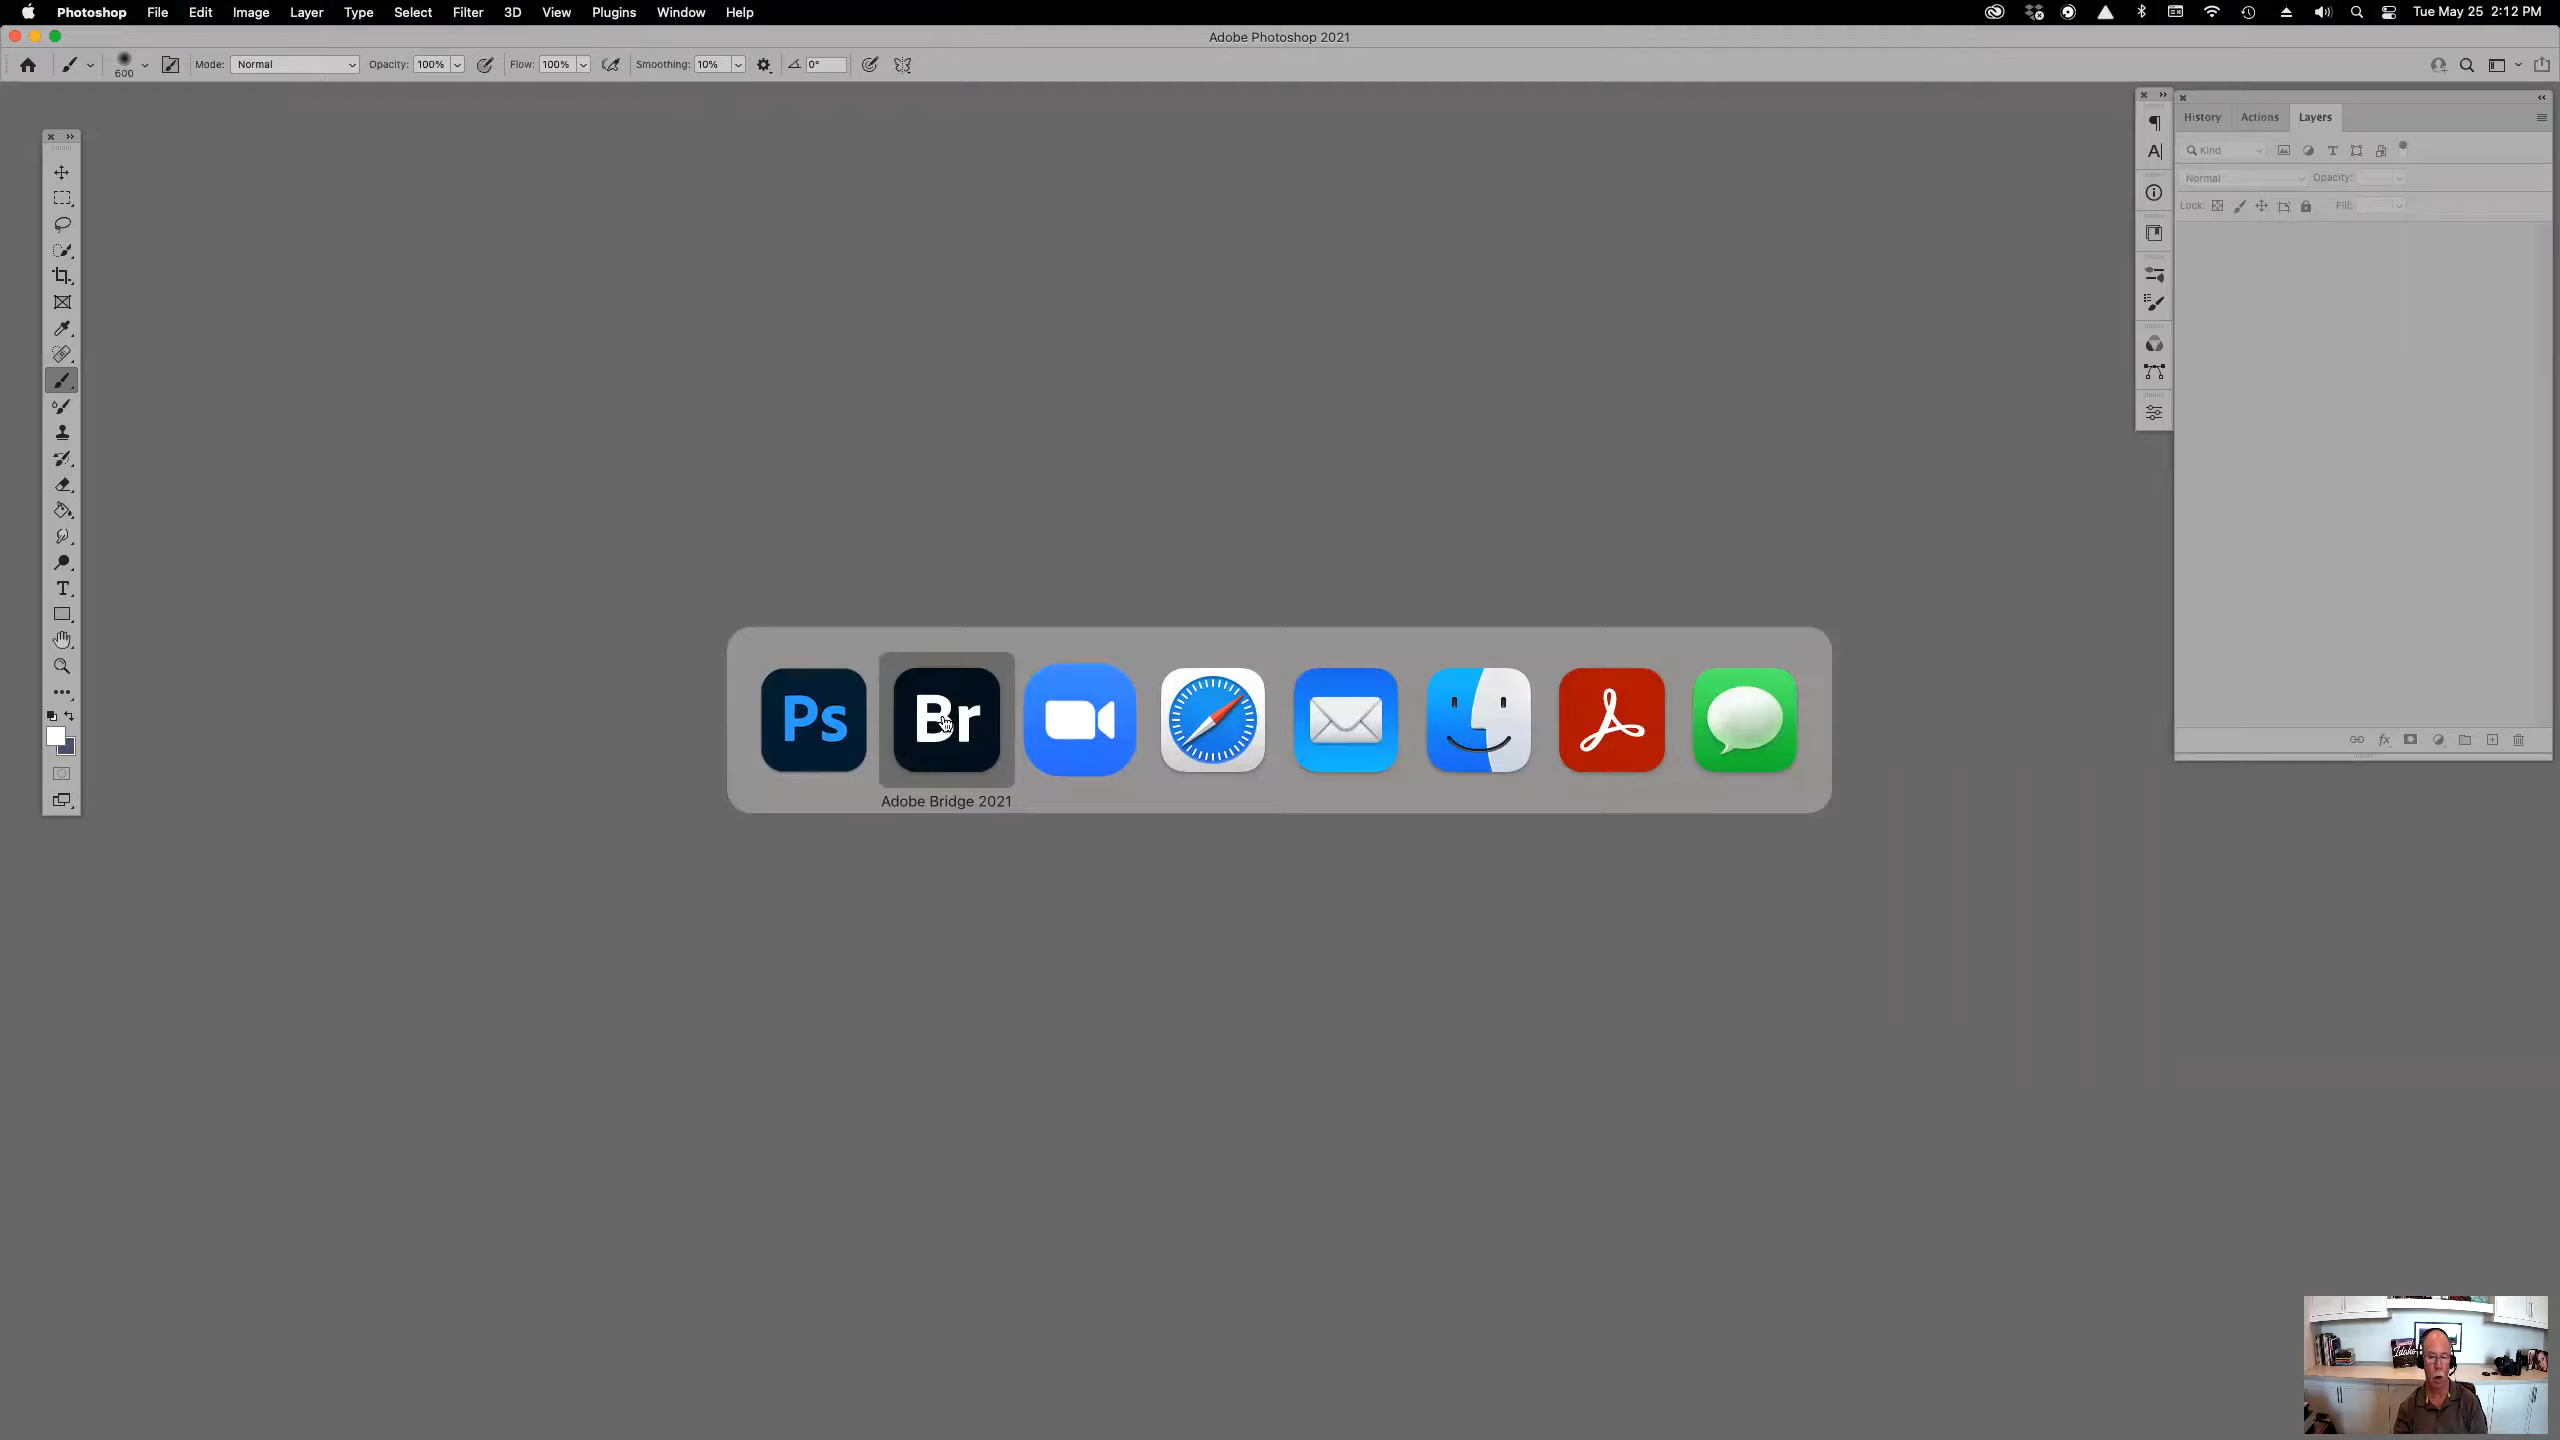 Photoshop File Edit Image Layer Type Select Filter 3D View Plugins Window Help Tue May 25 2:12 PM
Adobe Photoshop 2021
600 Mode: Normal Opacity: 100% Flow: 100% Smoothing: 10% 0°
History Actions Layers
Kind
Normal Opacity:
Lock: Fill:
Ps Br
Adobe Bridge 2021
Idaho